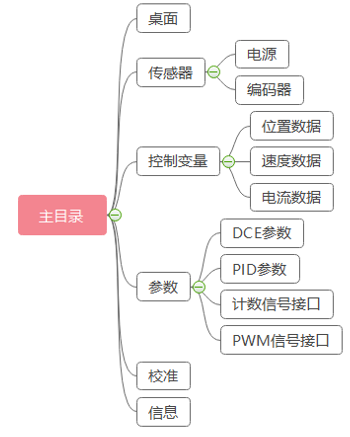 主目录
桌面
传感器
电源
编码器
控制变量
位置数据
速度数据
电流数据
参数
DCE参数
PID参数
计数信号接口
PWM信号接口
校准
信息